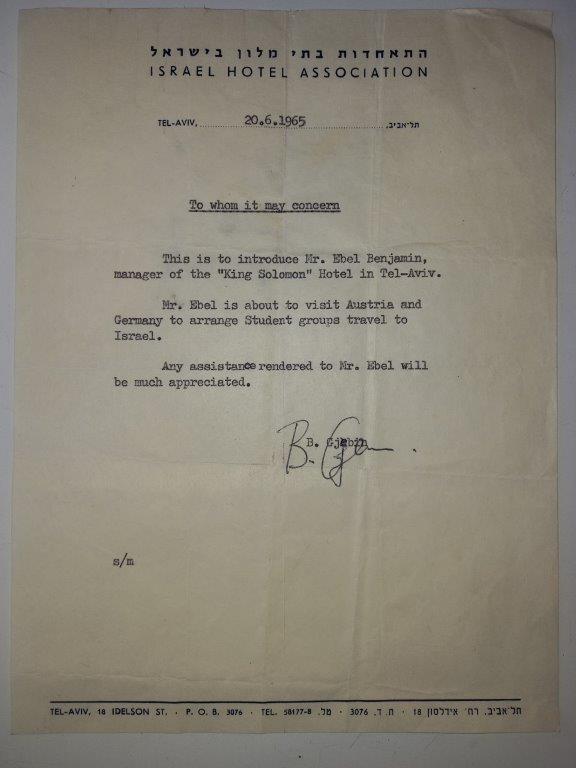 התאחדות בתי מלון בישראל
ISRAEL HOTEL ASSOCIATION
TEL-AVIV, 20.6.1965 תל־אביב,
To whom it may concern
This is to introduce Mr. Ebel Benjamin,
manager of the "King Solomon" Hotel in Tel-Aviv.
Mr. Ebel is about to visit Austria and
Germany to arrange Student groups travel to
Israel.
Any assistance rendered to Mr. Ebel will
be much appreciated.
B. Gjebin
s/m
TEL-AVIV, 18 IDELSON ST. · P. O. B. 3076 · TEL. 58177-8 .טל · 3076 .ת. ד · 18 תל־אביב, רח' אידלסון